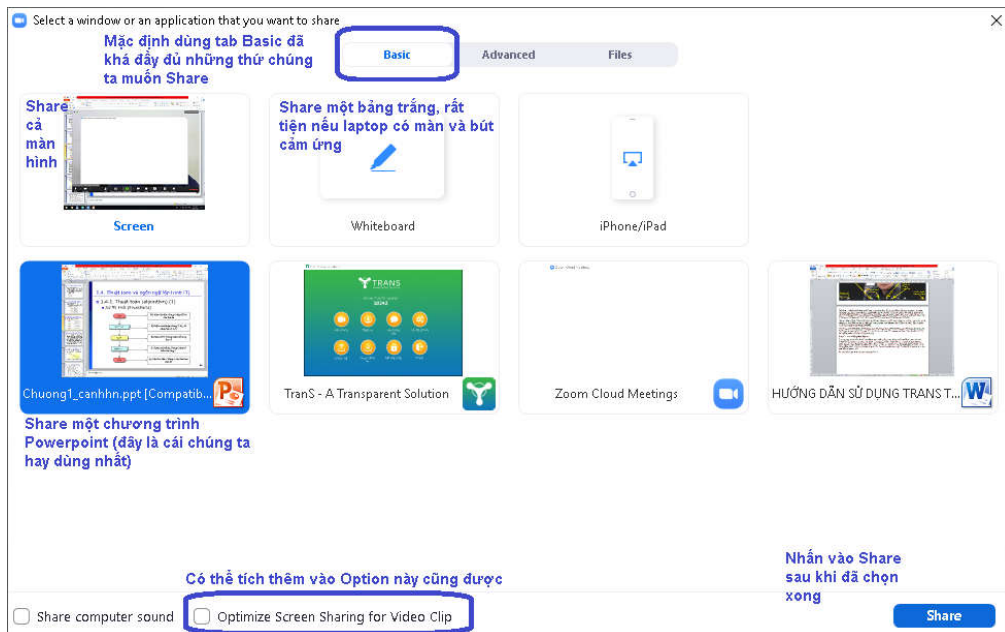 Select a window or an application that you want to share
Mặc định dùng tab Basic đã
khá đầy đủ những thứ chúng
ta muốn Share
Basic
Advanced
Files
Share
cả
màn
hình
Screen
Share một bảng trắng, rất
tiện nếu laptop có màn và bút
cảm ứng
Whiteboard
iPhone/iPad
Chuong1_canhhn.ppt [Compatib...
TRANS
TranS - A Transparent Solution
Zoom Cloud Meetings
HƯỚNG DẪN SỬ DỤNG TRANS T...
Share một chương trình
Powerpoint (đây là cái chúng ta
hay dùng nhất)
Có thể tích thêm vào Option này cũng được
Nhấn vào Share
sau khi đã chọn
xong
Share computer sound
Optimize Screen Sharing for Video Clip
Share